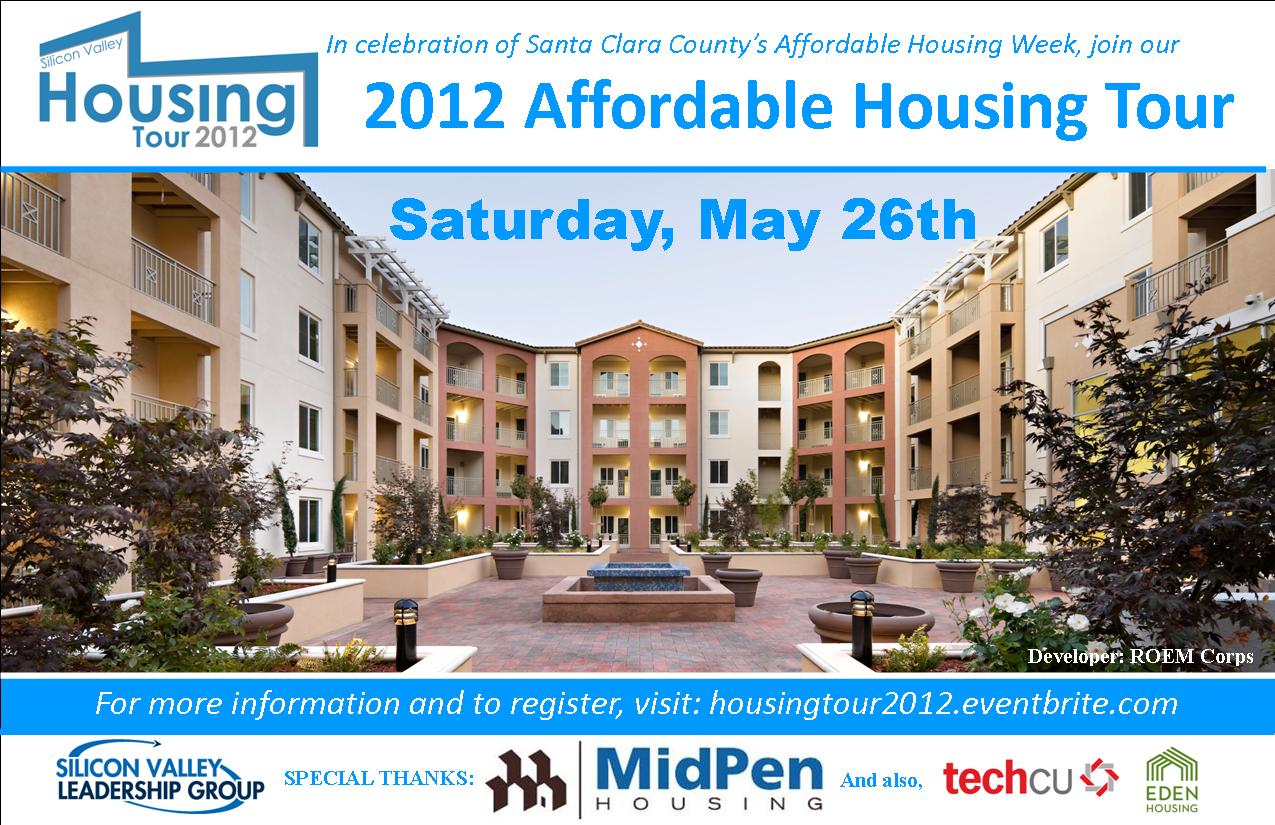 Silicon Valley
Housing
Tour 2012
In celebration of Santa Clara County's Affordable Housing Week, join our
2012 Affordable Housing Tour
Saturday, May 26th
Developer: ROEM Corps
For more information and to register, visit: housingtour2012.eventbrite.com
SILICON VALLEY
LEADERSHIP GROUP
SPECIAL THANKS:
MidPen
HOUSING
And also,
techcu
EDEN
HOUSING